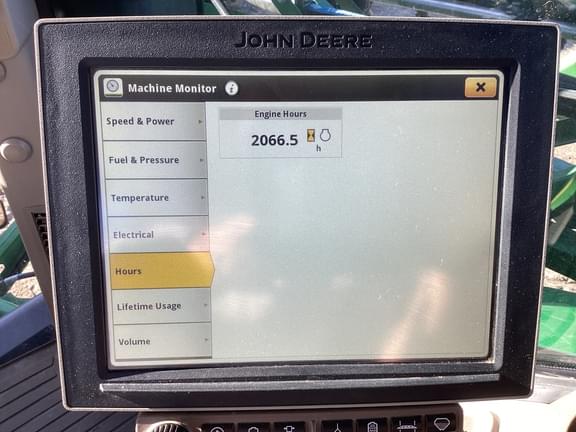 JOHN DEERE
Machine Monitor i
Speed & Power
Engine Hours
2066.5 h
Fuel & Pressure
Temperature
Electrical
Hours
Lifetime Usage
Volume